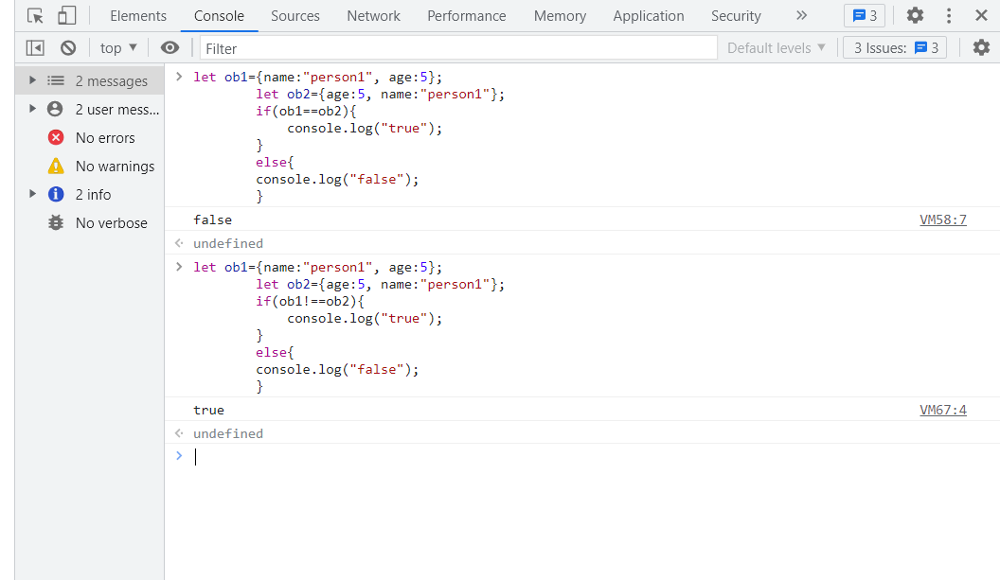 Elements Console Sources Network Performance Memory Application Security » 3
top ▼ Filter Default levels ▼ 3 Issues: 3
2 messages
2 user mess...
No errors
No warnings
2 info
No verbose
let ob1={name:"person1", age:5};
let ob2={age:5, name:"person1"};
if(ob1==ob2){
console.log("true");
}
else{
console.log("false");
}
false VM58:7
undefined
let ob1={name:"person1", age:5};
let ob2={age:5, name:"person1"};
if(ob1!==ob2){
console.log("true");
}
else{
console.log("false");
}
true VM67:4
undefined